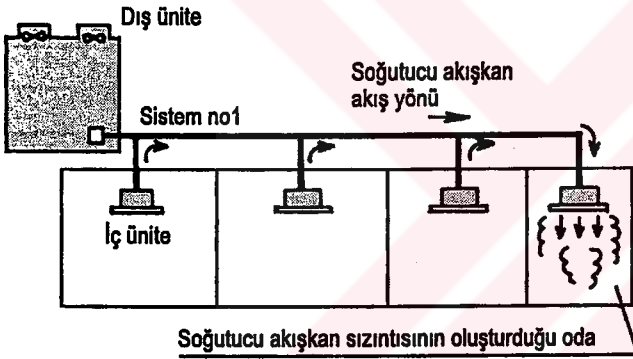 Dış ünite
Soğutucu akışkan
akış yönü
Sistem no1
İç ünite
Soğutucu akışkan sızıntısının oluşturduğu oda